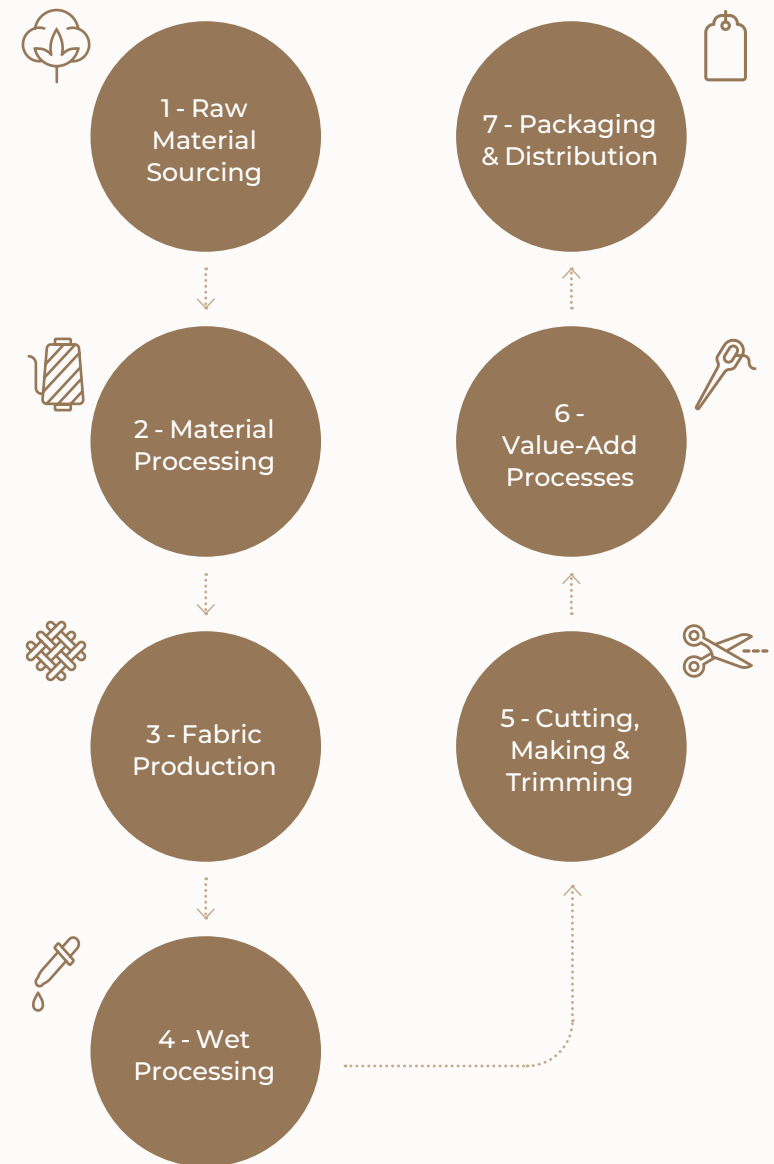 1 - Raw
Material
Sourcing
2 - Material
Processing
3 - Fabric
Production
4 - Wet
Processing
5 - Cutting,
Making &
Trimming
6 -
Value-Add
Processes
7 - Packaging
& Distribution